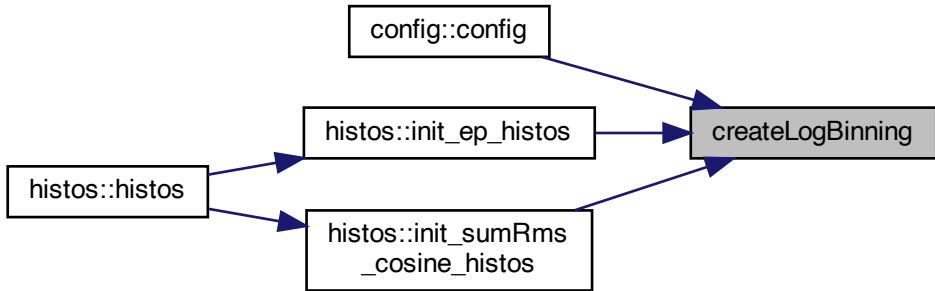 config::config
histos::init_ep_histos
createLogBinning
histos::histos
histos::init_sumRms
_cosine_histos